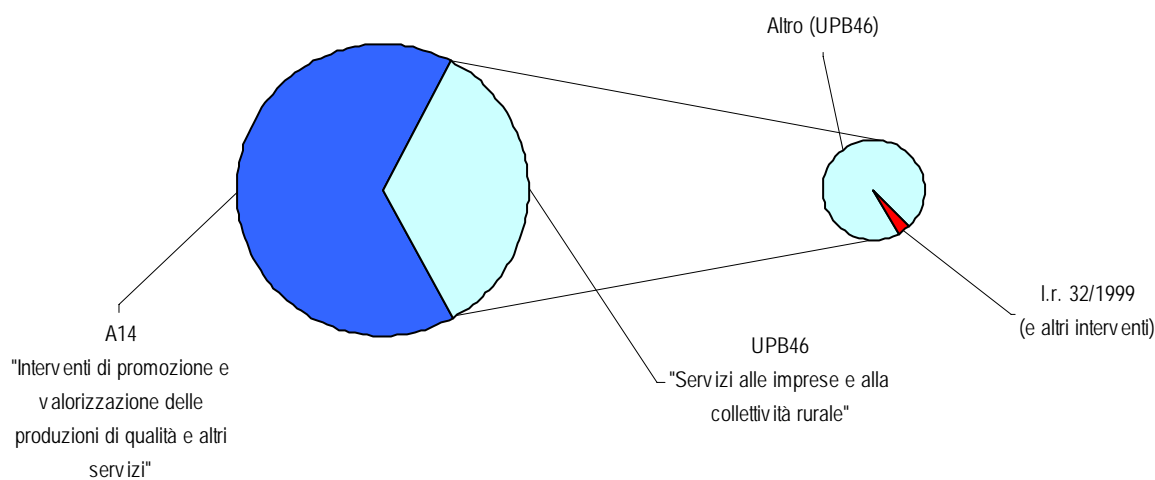 Altro (UPB46)
l.r. 32/1999
(e altri interventi)
A14
"Interventi di promozione e
valorizzazione delle
produzioni di qualità e altri
servizi"
UPB46
"Servizi alle imprese e alla
collettività rurale"